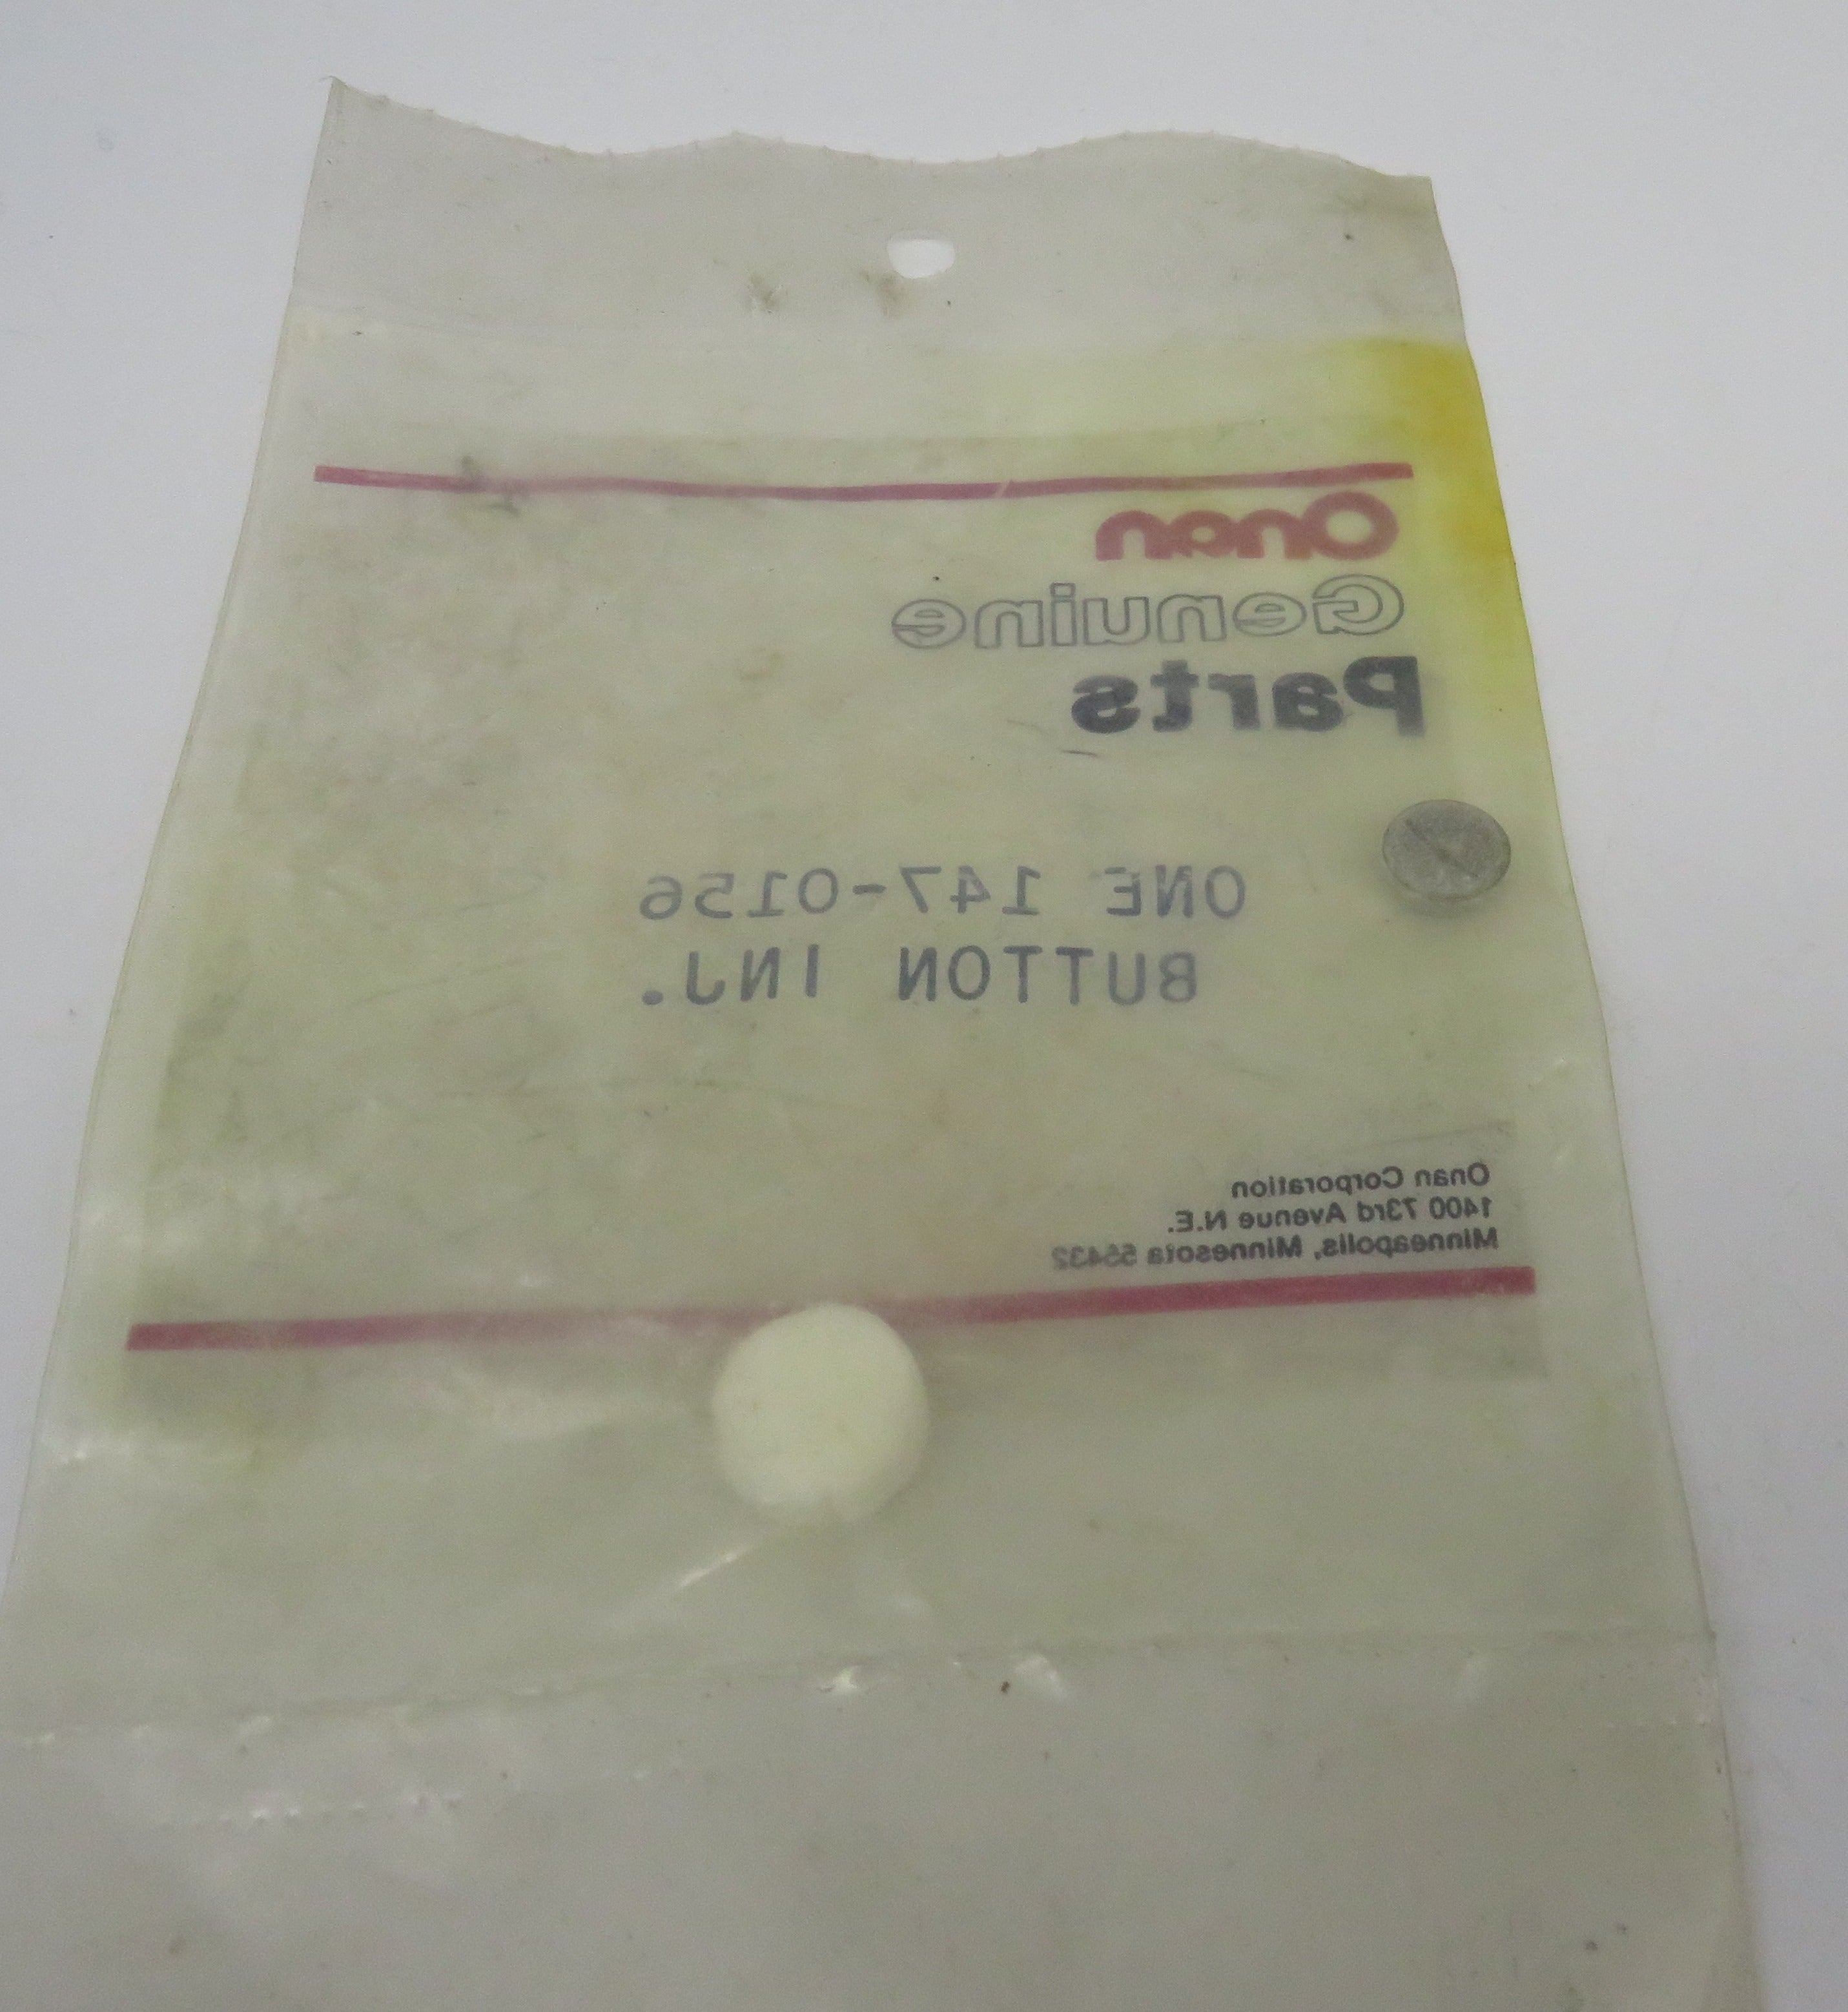 Onan
Genuine
Parts
ONE 147-0156
BUTTON INJ.
Onan Corporation
1400 73rd Avenue N.E.
Minneapolis, Minnesota 55432